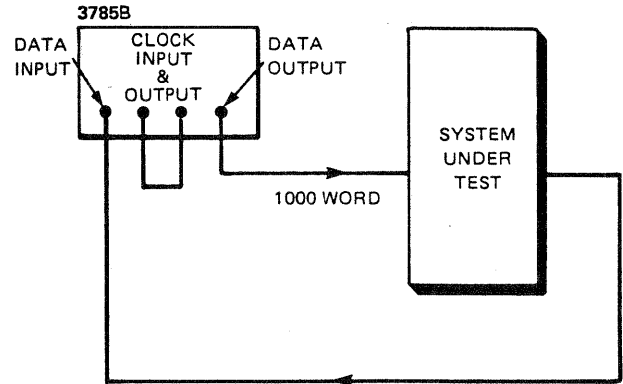 3785B
DATA
INPUT
CLOCK
INPUT
&
OUTPUT
DATA
OUTPUT
1000 WORD
SYSTEM
UNDER
TEST